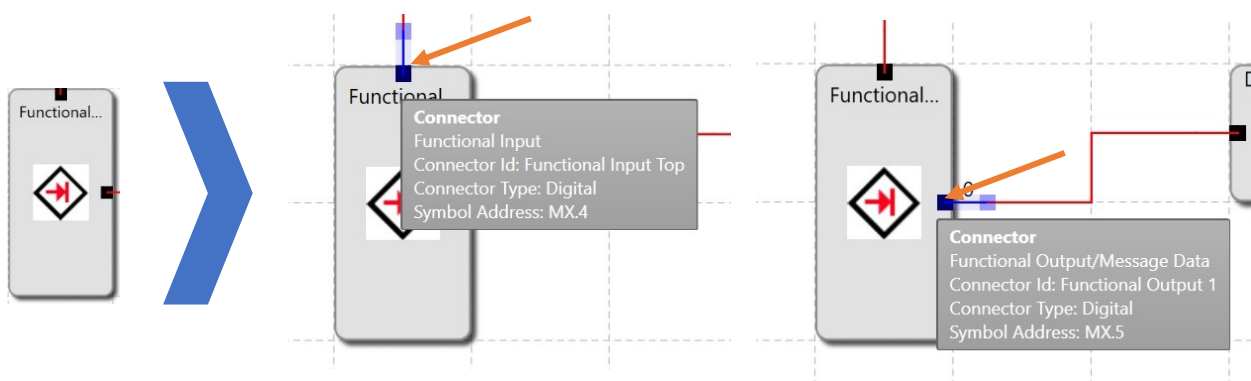 Functional...
Functional
Connector
Functional Input
Connector Id: Functional Input Top
Connector Type: Digital
Symbol Address: MX.4
Functional...
Connector
Functional Output/Message Data
Connector Id: Functional Output 1
Connector Type: Digital
Symbol Address: MX.5